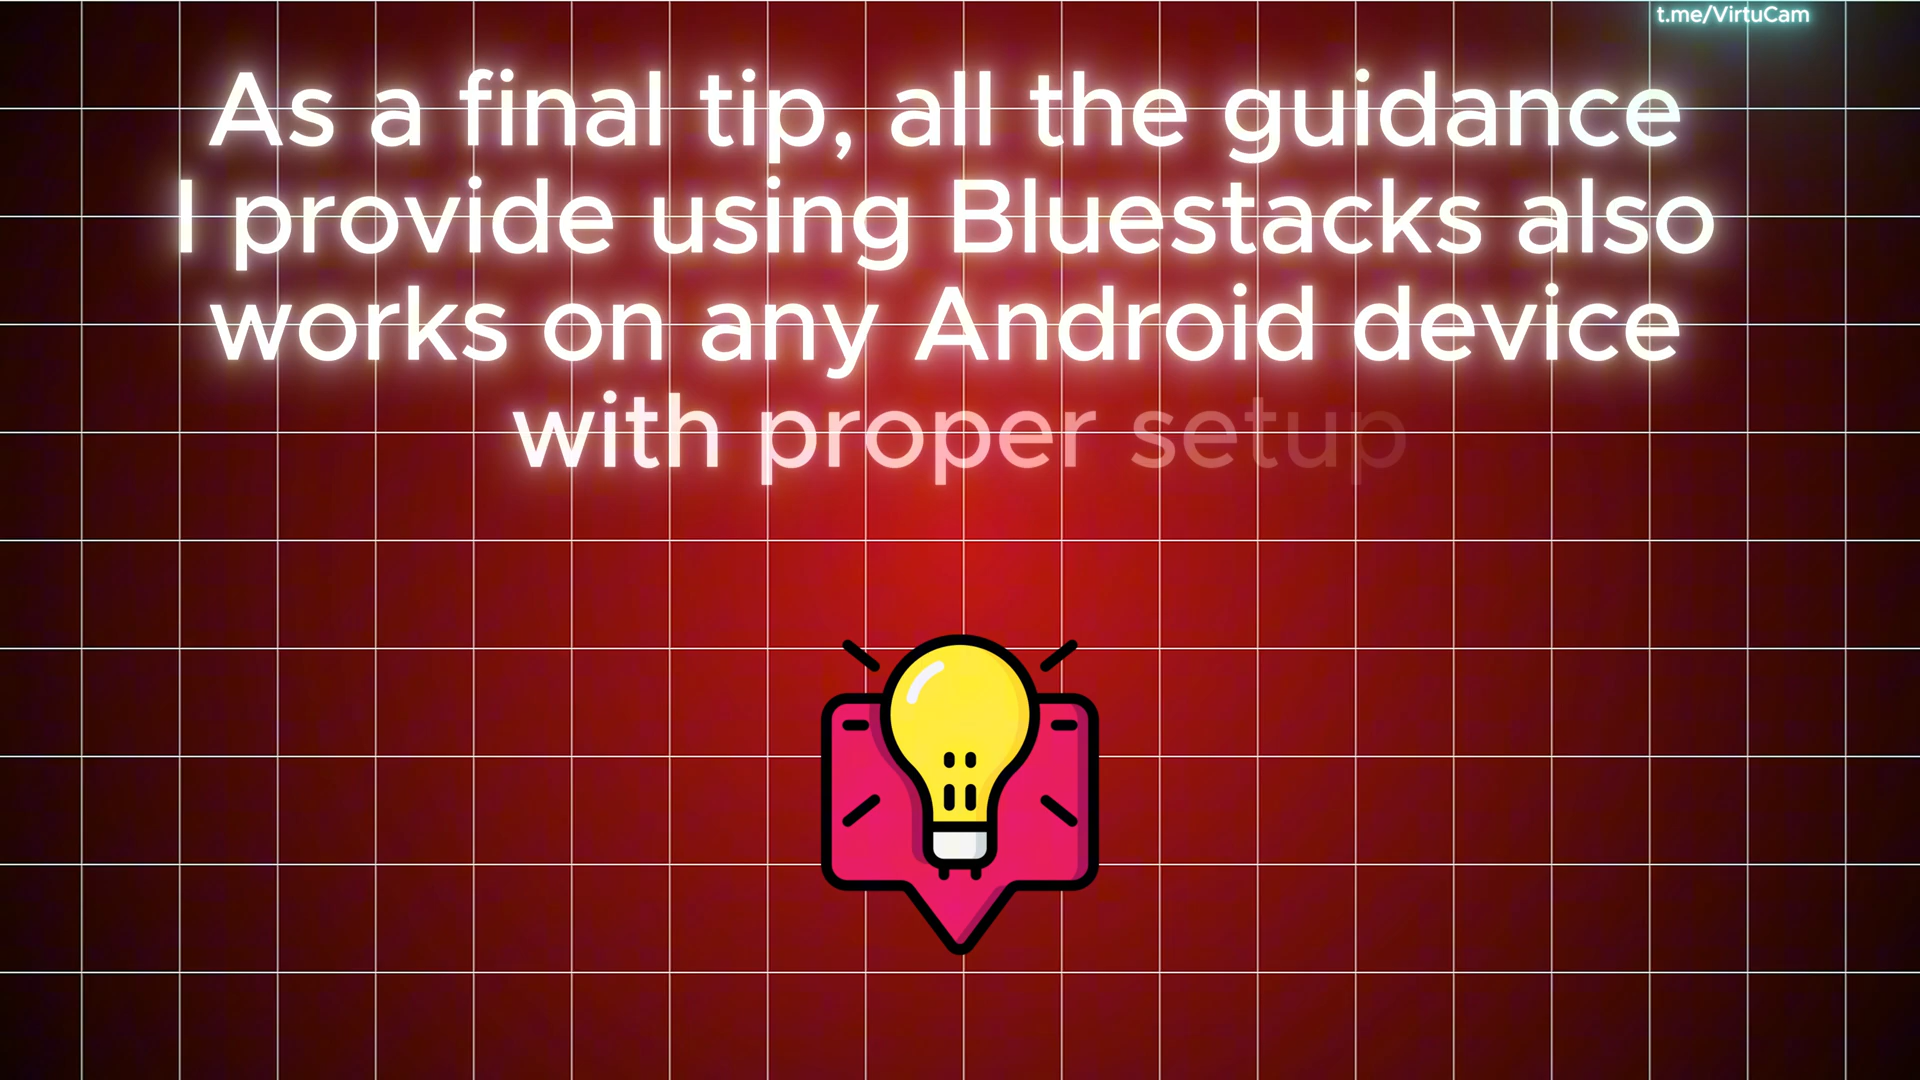 t.me/VirtuCam
As a final tip, all the guidance
I provide using Bluestacks also
works on any Android device
with proper setup